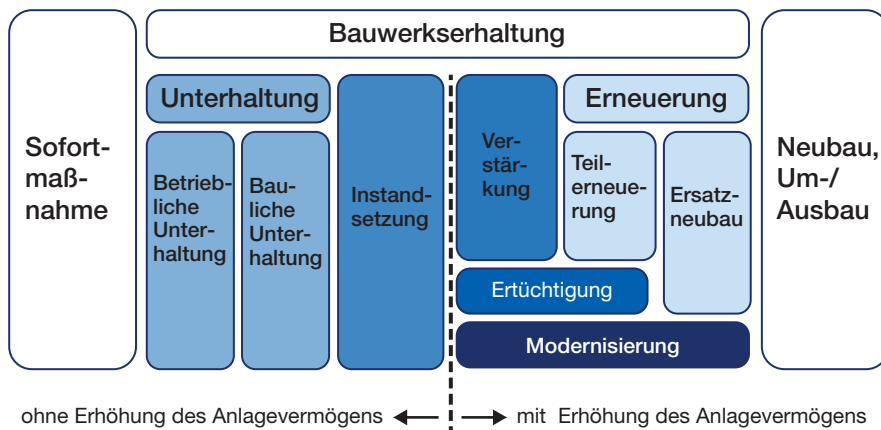 Bauwerkserhaltung
Sofort-
maß-
nahme
Unterhaltung
Betrieb-
liche
Unter-
haltung
Bau-
liche
Unter-
haltung
Instand-
setzung
Ver-
stär-
kung
Erneuerung
Teil-
erneue-
rung
Ersatz-
neubau
Ertüchtigung
Modernisierung
Neubau,
Um-/
Ausbau
ohne Erhöhung des Anlagevermögens
mit Erhöhung des Anlagevermögens